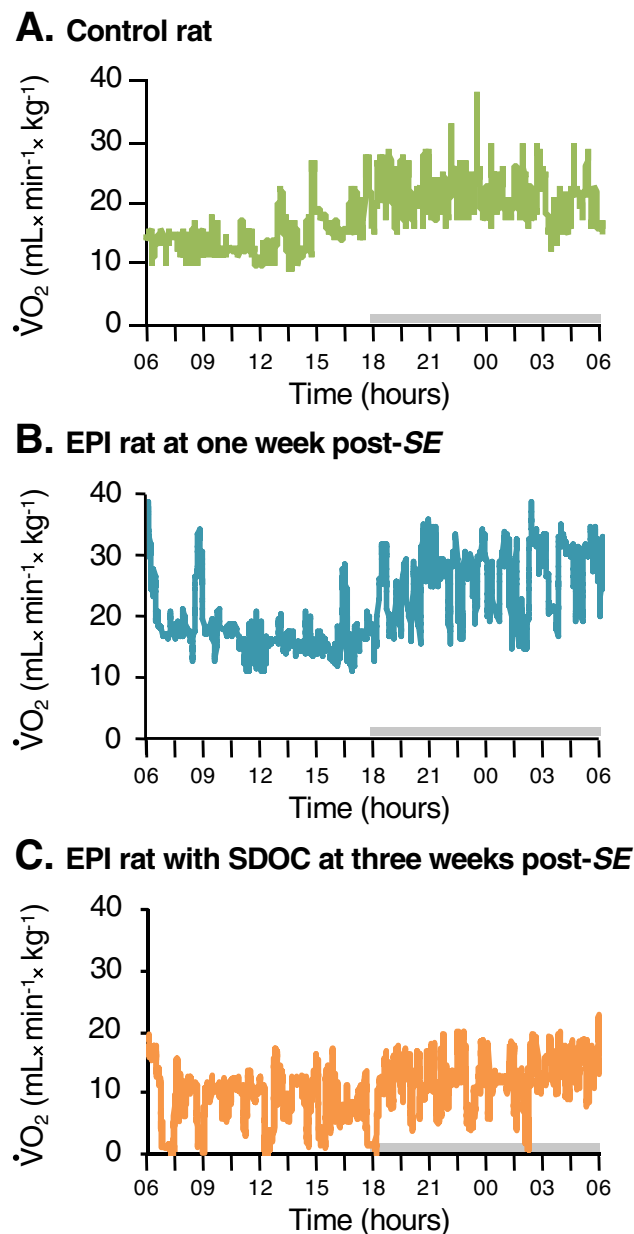 A. Control rat
V̇O₂ (mL× min⁻¹× kg⁻¹)
40
30
20
10
0
06 09 12 15 18 21 00 03 06
Time (hours)
B. EPI rat at one week post-SE
V̇O₂ (mL× min⁻¹× kg⁻¹)
40
30
20
10
0
06 09 12 15 18 21 00 03 06
Time (hours)
C. EPI rat with SDOC at three weeks post-SE
V̇O₂ (mL× min⁻¹× kg⁻¹)
40
30
20
10
0
06 09 12 15 18 21 00 03 06
Time (hours)